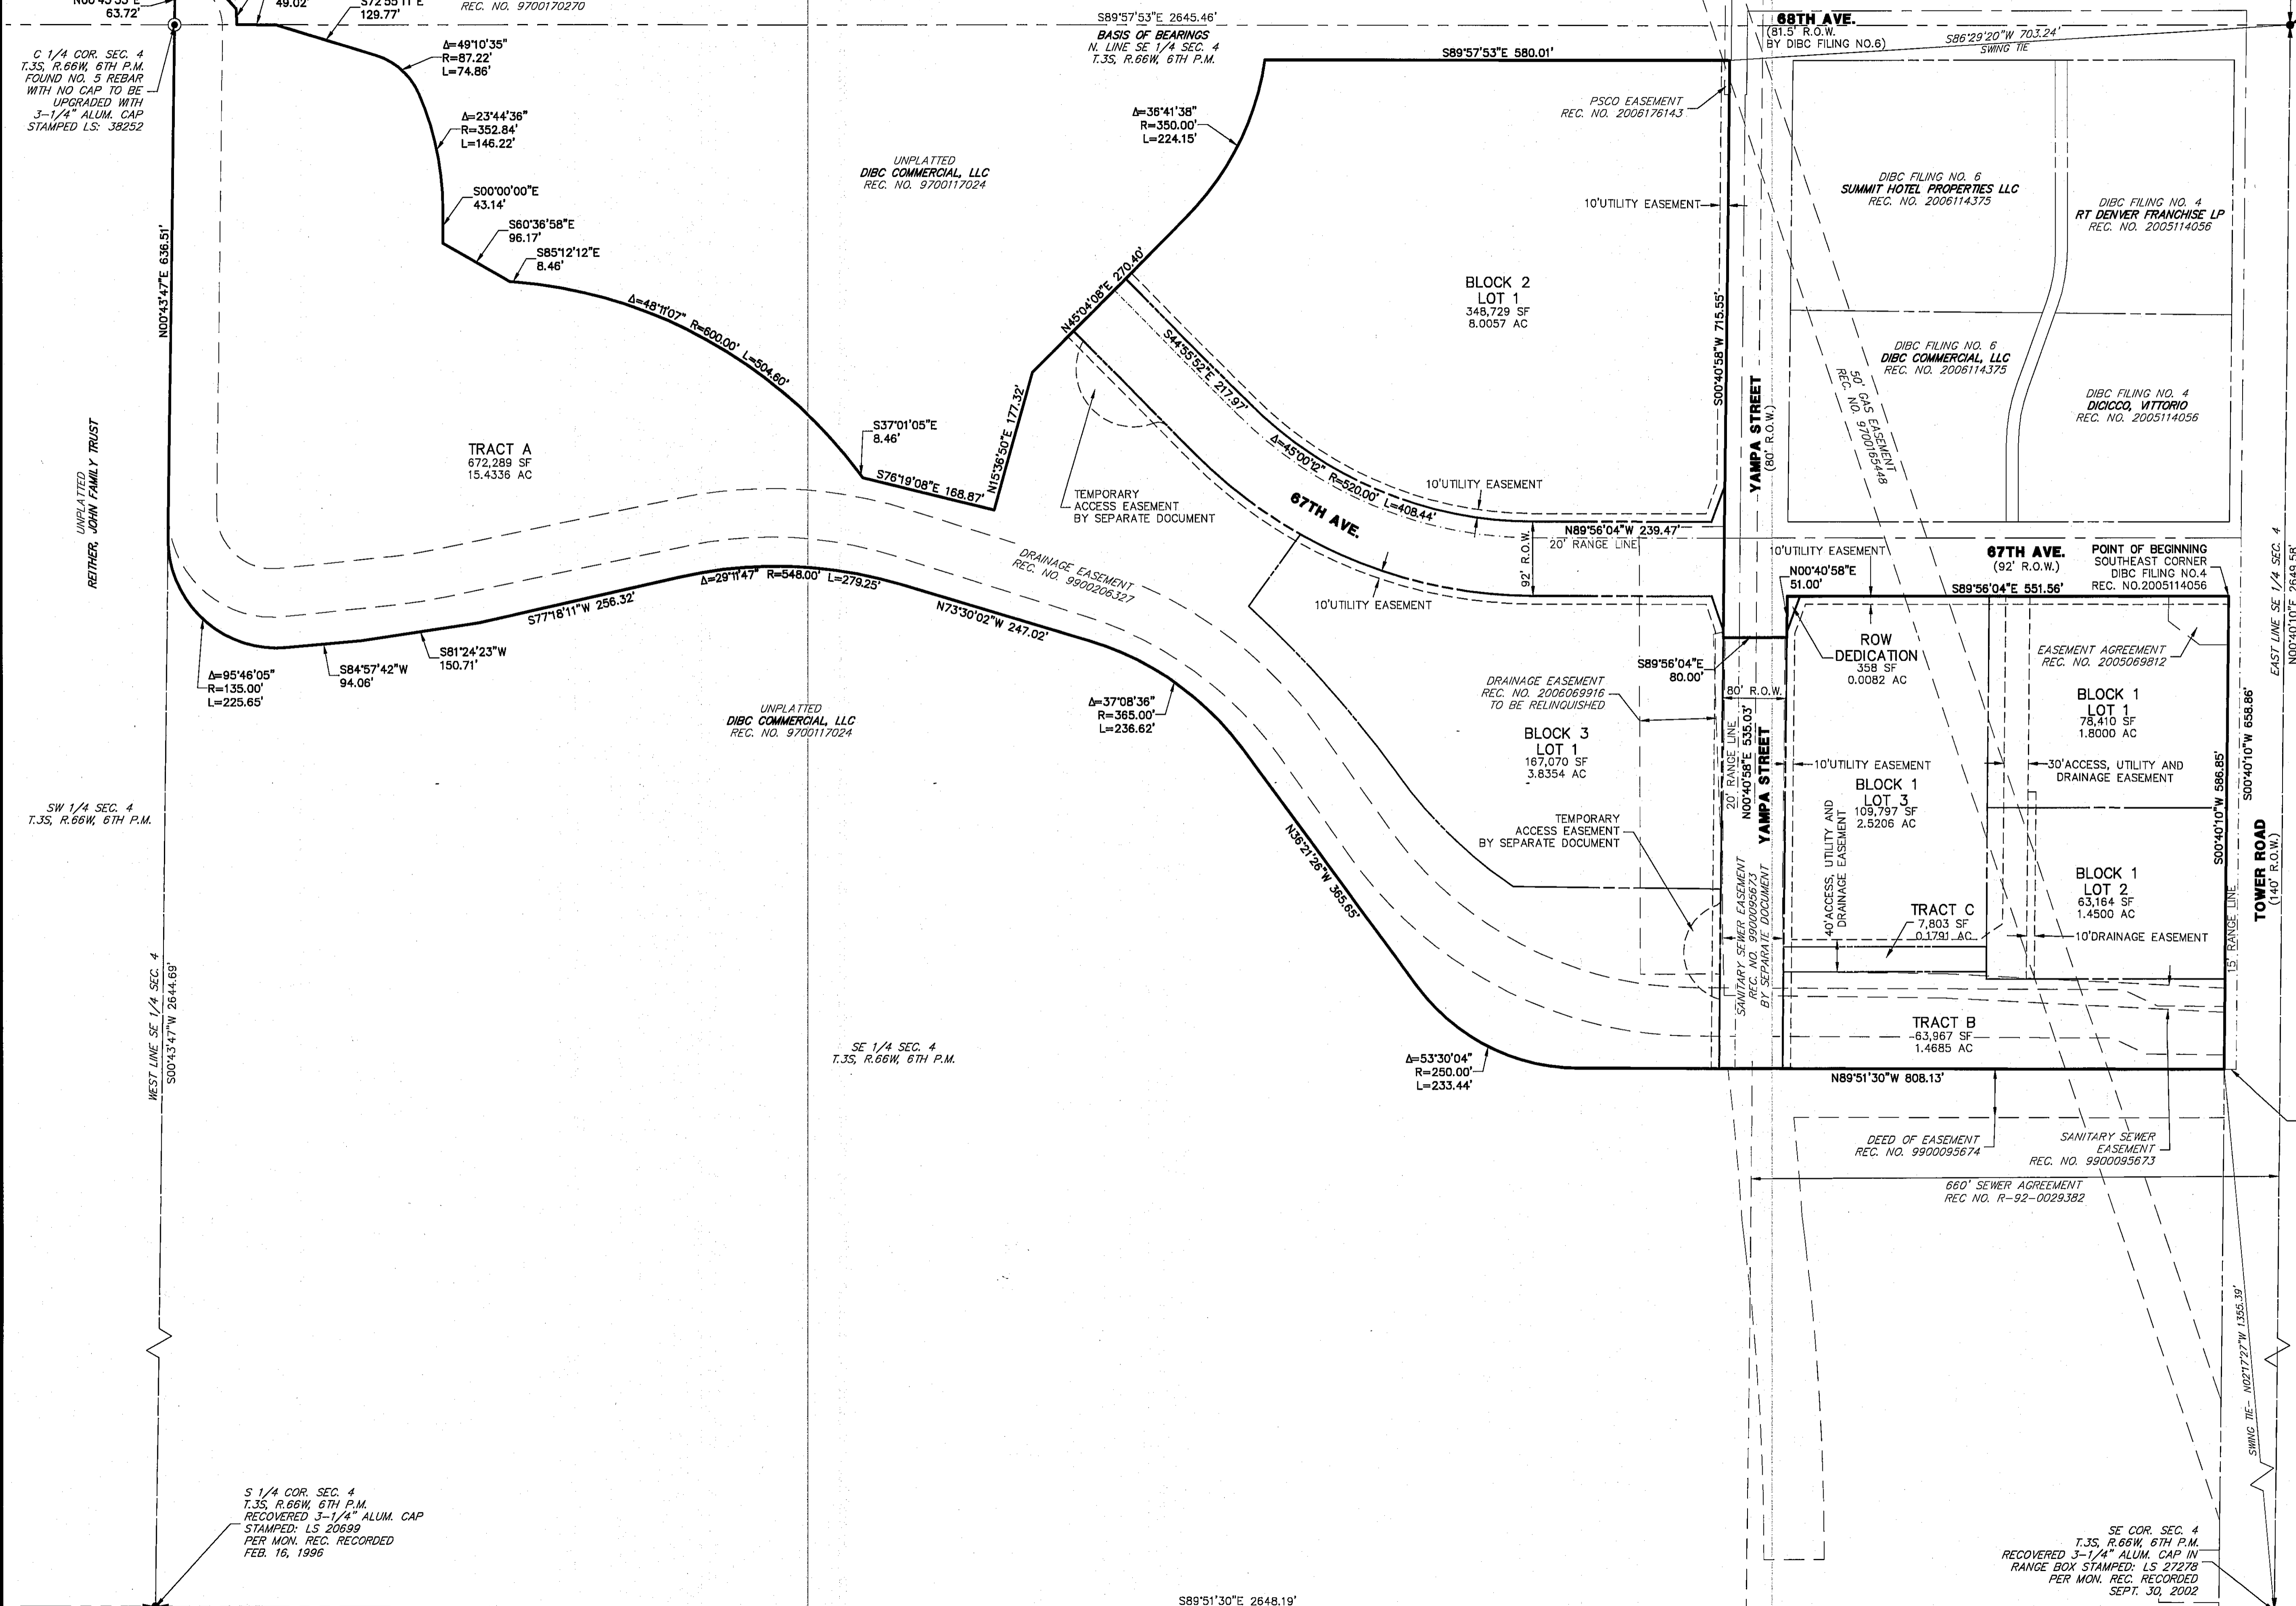 63.72'
49.02'
S72°55'11"E
129.77'
REC. NO. 9700170270
C 1/4 COR. SEC. 4
T.3S, R.66W, 6TH P.M.
FOUND NO. 5 REBAR
WITH NO CAP TO BE
UPGRADED WITH
3-1/4" ALUM. CAP
STAMPED LS: 38252
Δ=49°10'35"
R=87.22'
L=74.86'
Δ=23°44'36"
R=352.84'
L=146.22'
S00°00'00"E
43.14'
S60°36'58"E
96.17'
S85°12'12"E
8.46'
S89°57'53"E 2645.46'
BASIS OF BEARINGS
N. LINE SE 1/4 SEC. 4
T.3S, R.66W, 6TH P.M.
UNPLATTED
DIBC COMMERCIAL, LLC
REC. NO. 9700117024
Δ=36°41'38"
R=350.00'
L=224.15'
S89°57'53"E 580.01'
68TH AVE.
(81.5' R.O.W.
BY DIBC FILING NO.6)
S86°29'20"W 703.24'
SWING TIE
PSCO EASEMENT
REC. NO. 2006176143
10'UTILITY EASEMENT
DIBC FILING NO. 6
SUMMIT HOTEL PROPERTIES LLC
REC. NO. 2006114375
DIBC FILING NO. 4
RT DENVER FRANCHISE LP
REC. NO. 2005114056
DIBC FILING NO. 6
DIBC COMMERCIAL, LLC
REC. NO. 2006114375
DIBC FILING NO. 4
DICICCO, VITTORIO
REC. NO. 2005114056
BLOCK 2
LOT 1
348,729 SF
8.0057 AC
S00°40'58"W 715.55'
YAMPA STREET
(80' R.O.W.)
50' GAS EASEMENT
REC. NO. 9700165448
N00°43'47"E 636.51'
UNPLATTED
REITHER, JOHN FAMILY TRUST
TRACT A
672,289 SF
15.4336 AC
Δ=48°11'07" R=600.00' L=504.60'
S37°01'05"E
8.46'
S76°19'08"E 168.87'
N15°36'50"E 177.32'
N45°04'08"E 270.40'
S44°55'52"E 217.97'
Δ=45°00'12" R=520.00' L=408.44'
TEMPORARY
ACCESS EASEMENT
BY SEPARATE DOCUMENT
67TH AVE.
10'UTILITY EASEMENT
N89°56'04"W 239.47'
20' RANGE LINE
92' R.O.W.
10'UTILITY EASEMENT
10'UTILITY EASEMENT
N00°40'58"E
51.00'
67TH AVE.
(92' R.O.W.)
S89°56'04"E 551.56'
POINT OF BEGINNING
SOUTHEAST CORNER
DIBC FILING NO.4
REC. NO.2005114056
EAST LINE SE 1/4 SEC. 4
N00°40'10"E 2649.58'
DRAINAGE EASEMENT
REC. NO. 9900206327
Δ=29°11'47" R=548.00' L=279.25'
S77°18'11"W 256.32'
N73°30'02"W 247.02'
S81°24'23"W
150.71'
S84°57'42"W
94.06'
Δ=95°46'05"
R=135.00'
L=225.65'
UNPLATTED
DIBC COMMERCIAL, LLC
REC. NO. 9700117024
Δ=37°08'36"
R=365.00'
L=236.62'
S89°56'04"E
80.00'
ROW
DEDICATION
358 SF
0.0082 AC
EASEMENT AGREEMENT
REC. NO. 2005069812
DRAINAGE EASEMENT
REC. NO. 2006069916
TO BE RELINQUISHED
80' R.O.W.
BLOCK 3
LOT 1
167,070 SF
3.8354 AC
20' RANGE LINE
N00°40'58"E 535.03'
YAMPA STREET
10'UTILITY EASEMENT
BLOCK 1
LOT 3
109,797 SF
2.5206 AC
BLOCK 1
LOT 1
78,410 SF
1.8000 AC
30'ACCESS, UTILITY AND
DRAINAGE EASEMENT
S00°40'10"W 586.85'
S00°40'10"W 658.86'
TOWER ROAD
(140' R.O.W.)
SW 1/4 SEC. 4
T.3S, R.66W, 6TH P.M.
TEMPORARY
ACCESS EASEMENT
BY SEPARATE DOCUMENT
N36°21'26"W 365.65'
SANITARY SEWER EASEMENT
REC. NO. 9900095673
BY SEPARATE DOCUMENT
40'ACCESS, UTILITY AND
DRAINAGE EASEMENT
BLOCK 1
LOT 2
63,164 SF
1.4500 AC
TRACT C
7,803 SF
0.1791 AC
10'DRAINAGE EASEMENT
15' RANGE LINE
WEST LINE SE 1/4 SEC. 4
S00°43'47"W 2644.69'
SE 1/4 SEC. 4
T.3S, R.66W, 6TH P.M.
TRACT B
63,967 SF
1.4685 AC
Δ=53°30'04"
R=250.00'
L=233.44'
N89°51'30"W 808.13'
DEED OF EASEMENT
REC. NO. 9900095674
SANITARY SEWER
EASEMENT
REC. NO. 9900095673
660' SEWER AGREEMENT
REC NO. R-92-0029382
SWING TIE- N02°17'27"W 1355.39'
S 1/4 COR. SEC. 4
T.3S, R.66W, 6TH P.M.
RECOVERED 3-1/4" ALUM. CAP
STAMPED: LS 20699
PER MON. REC. RECORDED
FEB. 16, 1996
SE COR. SEC. 4
T.3S, R.66W, 6TH P.M.
RECOVERED 3-1/4" ALUM. CAP IN
RANGE BOX STAMPED: LS 27278
PER MON. REC. RECORDED
SEPT. 30, 2002
S89°51'30"E 2648.19'